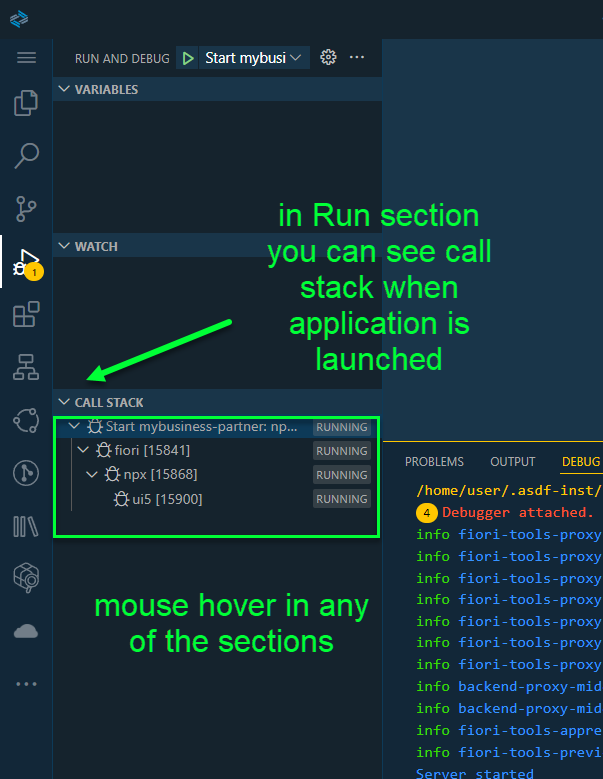 RUN AND DEBUG Start mybusi
VARIABLES
in Run section
you can see call
stack when
application is
launched
WATCH
1
CALL STACK
Start mybusiness-partner: np... RUNNING
fiori [15841] RUNNING
npx [15868] RUNNING
ui5 [15900] RUNNING
mouse hover in any
of the sections
PROBLEMS OUTPUT DEBUG
/home/user/.asdf-inst/
4 Debugger attached.
info fiori-tools-proxy
info fiori-tools-proxy
info fiori-tools-proxy
info fiori-tools-proxy
info fiori-tools-proxy
info fiori-tools-proxy
info fiori-tools-proxy
info backend-proxy-mid
info backend-proxy-mid
info fiori-tools-appre
info fiori-tools-previ
Server started